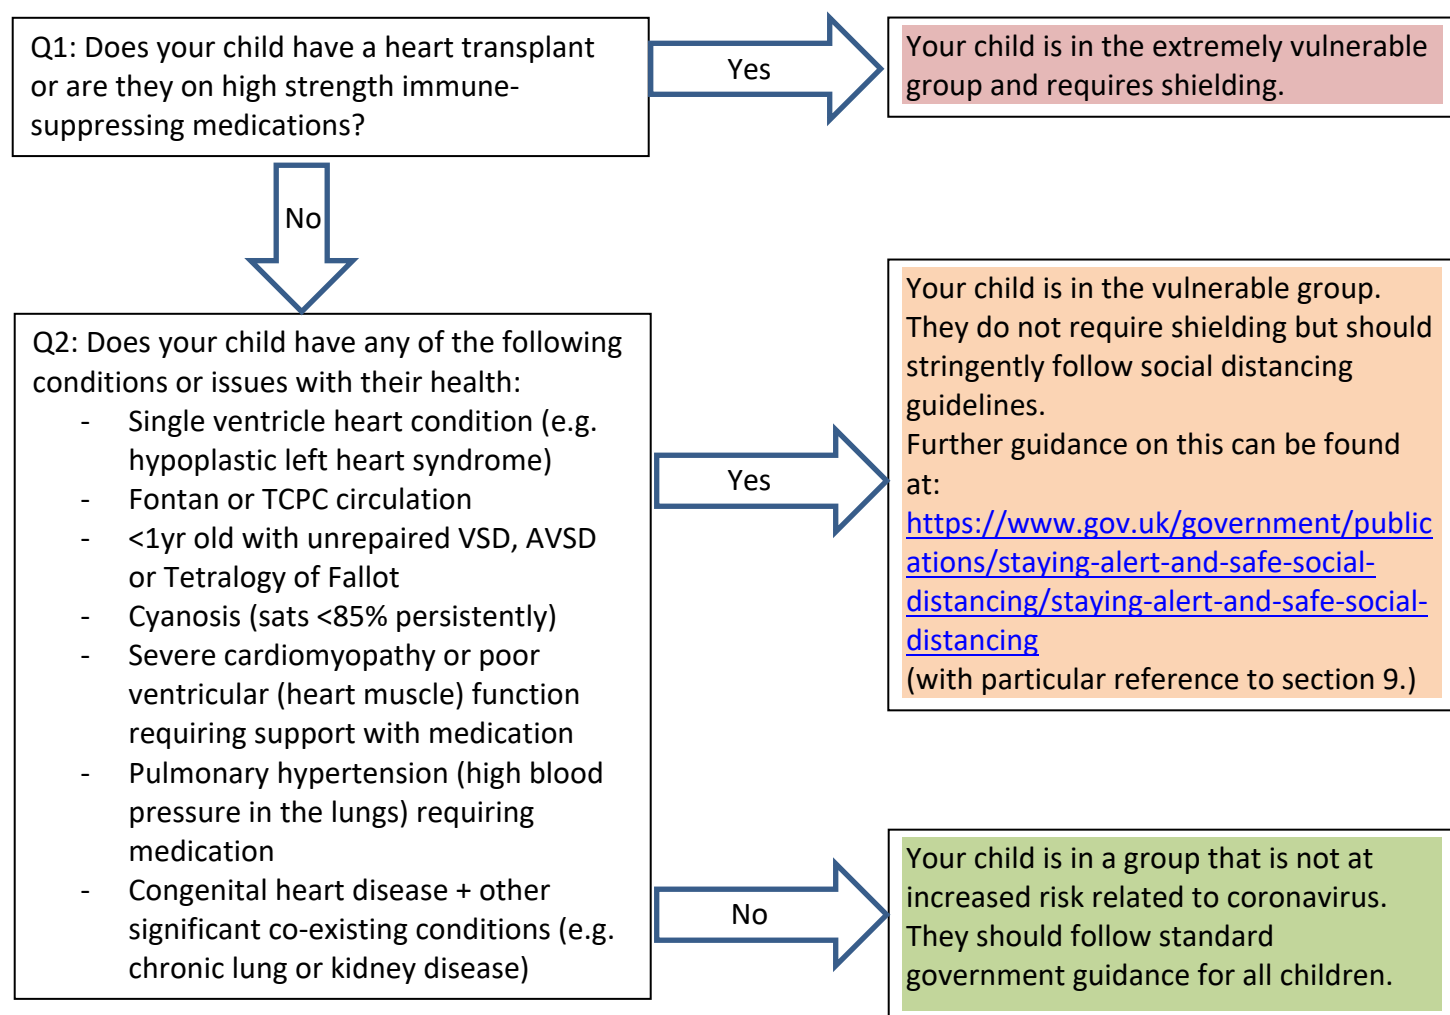 Q1: Does your child have a heart transplant
or are they on high strength immune-
suppressing medications?
Yes
Your child is in the extremely vulnerable
group and requires shielding.
No
Q2: Does your child have any of the following
conditions or issues with their health:
- Single ventricle heart condition (e.g.
hypoplastic left heart syndrome)
- Fontan or TCPC circulation
- <1yr old with unrepaired VSD, AVSD
or Tetralogy of Fallot
- Cyanosis (sats <85% persistently)
- Severe cardiomyopathy or poor
ventricular (heart muscle) function
requiring support with medication
- Pulmonary hypertension (high blood
pressure in the lungs) requiring
medication
- Congenital heart disease + other
significant co-existing conditions (e.g.
chronic lung or kidney disease)
Yes
Your child is in the vulnerable group.
They do not require shielding but should
stringently follow social distancing
guidelines.
Further guidance on this can be found
at:
https://www.gov.uk/government/public
ations/staying-alert-and-safe-social-
distancing/staying-alert-and-safe-social-
distancing
(with particular reference to section 9.)
No
Your child is in a group that is not at
increased risk related to coronavirus.
They should follow standard
government guidance for all children.